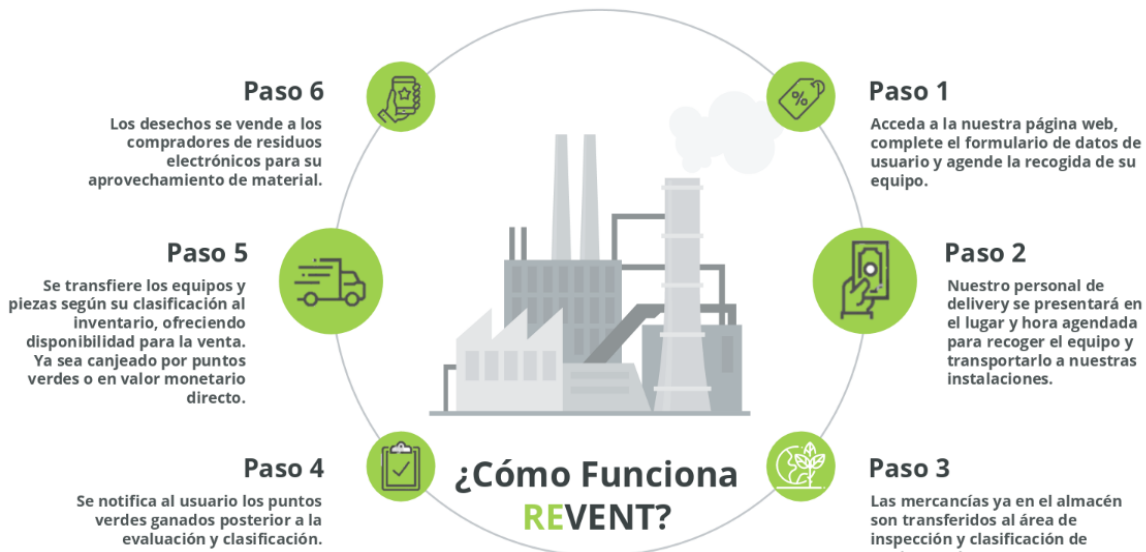 Paso 1
Acceda a la nuestra página web,
complete el formulario de datos de
usuario y agende la recogida de su
equipo.
Paso 2
Nuestro personal de
delivery se presentará en
el lugar y hora agendada
para recoger el equipo y
transportarlo a nuestras
instalaciones.
Paso 3
Las mercancías ya en el almacén
son transferidos al área de
inspección y clasificación de
Paso 4
Se notifica al usuario los puntos
verdes ganados posterior a la
evaluación y clasificación.
Paso 5
Se transfiere los equipos y
piezas según su clasificación al
inventario, ofreciendo
disponibilidad para la venta.
Ya sea canjeado por puntos
verdes o en valor monetario
directo.
Paso 6
Los desechos se vende a los
compradores de residuos
electrónicos para su
aprovechamiento de material.
¿Cómo Funciona
REVENT?
%